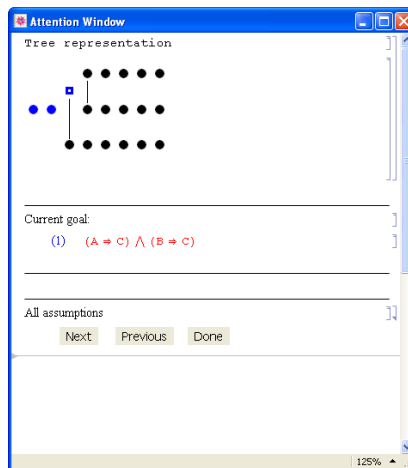 Attention Window
Tree representation
Current goal:
(1) (A ⇒ C) ⋀ (B ⇒ C)
All assumptions
Next Previous Done
125%